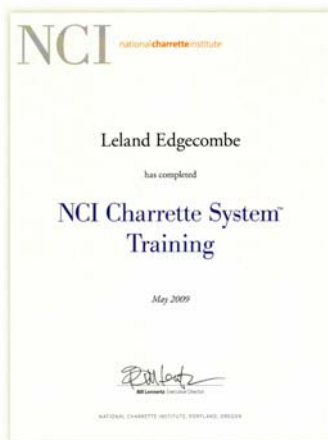 NCI nationalcharretteinstitute
Leland Edgecombe
has completed
NCI Charrette System™
Training
May 2009
Bill Lennertz Executive Director
NATIONAL CHARRETTE INSTITUTE, PORTLAND, OREGON